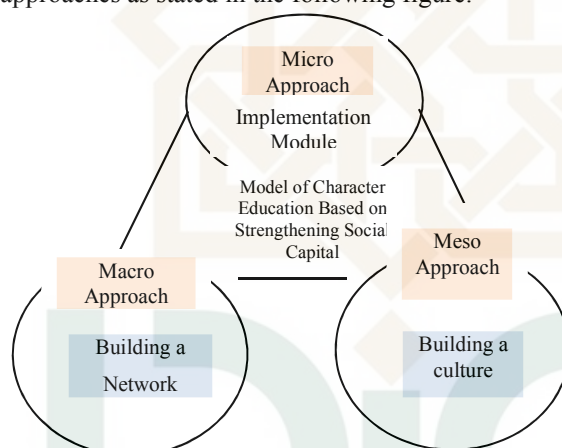 approaches as stated in the following figure.
Micro
Approach
Implementation
Module
Model of Character
Education Based on
Strengthening Social
Capital
Macro
Approach
Meso
Approach
Building a
Network
Building a
culture